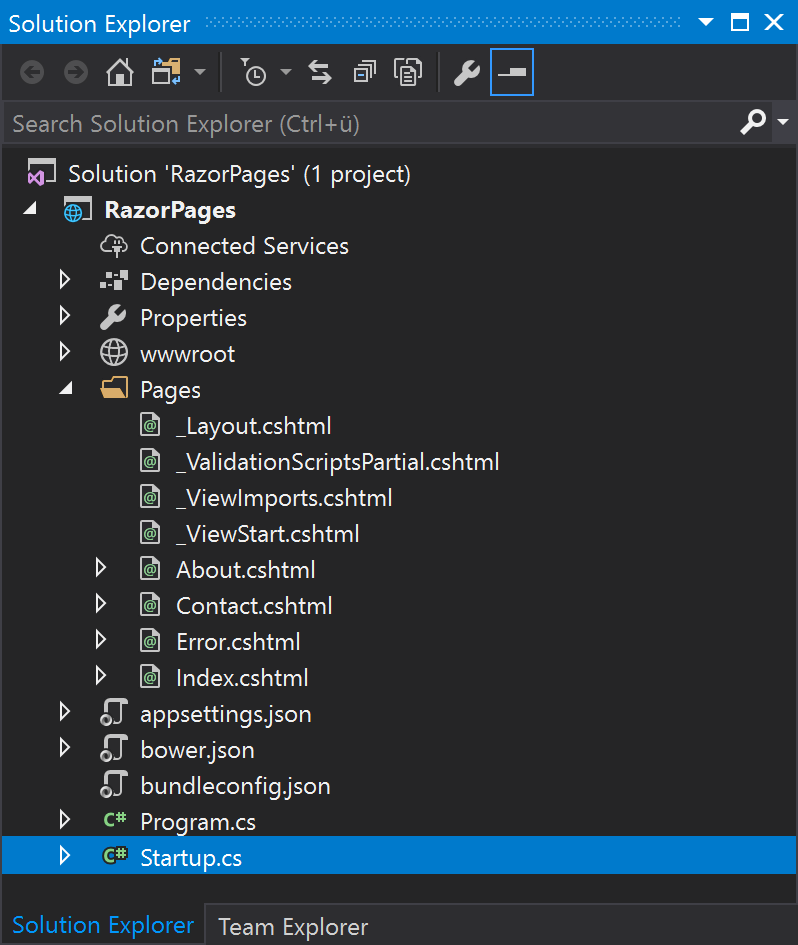 Solution Explorer
Search Solution Explorer (Ctrl+ü)
Solution 'RazorPages' (1 project)
RazorPages
Connected Services
Dependencies
Properties
wwwroot
Pages
_Layout.cshtml
_ValidationScriptsPartial.cshtml
_ViewImports.cshtml
_ViewStart.cshtml
About.cshtml
Contact.cshtml
Error.cshtml
Index.cshtml
appsettings.json
bower.json
bundleconfig.json
C# Program.cs
C# Startup.cs
Solution Explorer Team Explorer